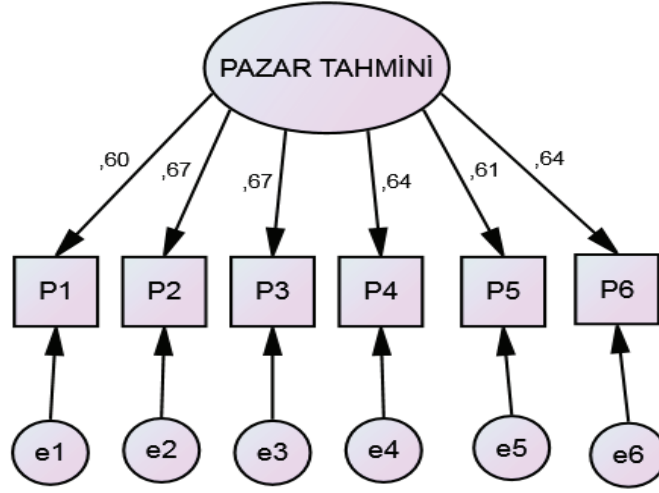 PAZAR TAHMİNİ
,60 ,67 ,67 ,64 ,61 ,64
P1 P2 P3 P4 P5 P6
e1 e2 e3 e4 e5 e6